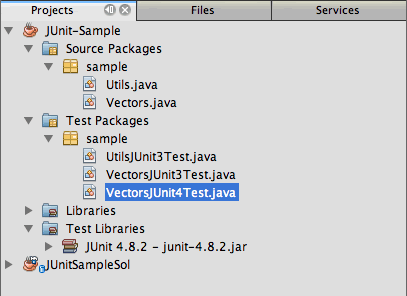 Projects
Files
Services
JUnit-Sample
Source Packages
sample
Utils.java
Vectors.java
Test Packages
sample
UtilsJUnit3Test.java
VectorsJUnit3Test.java
VectorsJUnit4Test.java
Libraries
Test Libraries
JUnit 4.8.2 - junit-4.8.2.jar
JUnitSampleSol